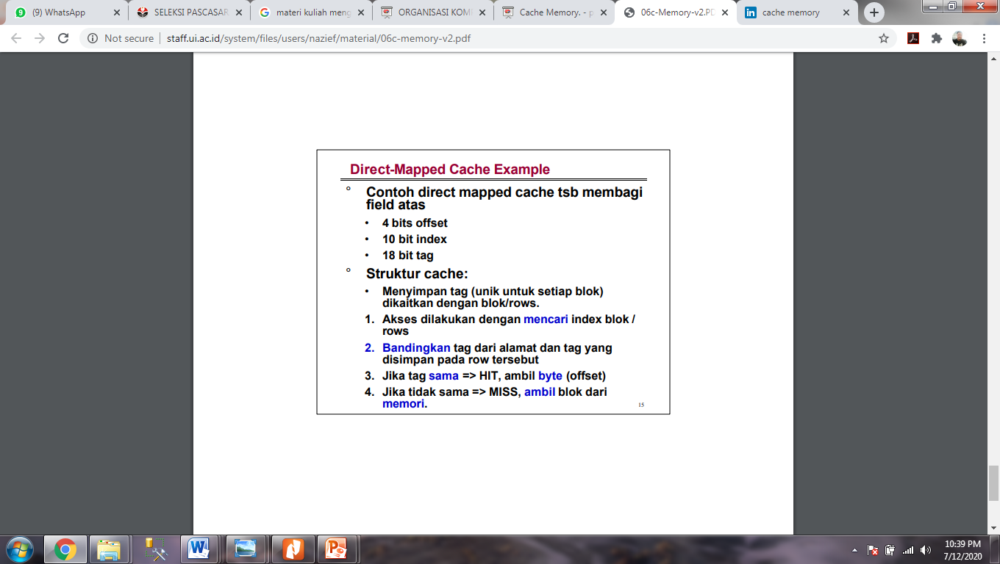 (9) WhatsApp
SELEKSI PASCASAR
materi kuliah meng
ORGANISASI KOM
Cache Memory. - p
06c-Memory-v2.PD
cache memory
Not secure
staff.ui.ac.id/system/files/users/nazief/material/06c-memory-v2.pdf
Direct-Mapped Cache Example
° Contoh direct mapped cache tsb membagi
field atas
• 4 bits offset
• 10 bit index
• 18 bit tag
° Struktur cache:
• Menyimpan tag (unik untuk setiap blok)
dikaitkan dengan blok/rows.
1. Akses dilakukan dengan mencari index blok /
rows
2. Bandingkan tag dari alamat dan tag yang
disimpan pada row tersebut
3. Jika tag sama => HIT, ambil byte (offset)
4. Jika tidak sama => MISS, ambil blok dari
memori.
15
10:39 PM
7/12/2020